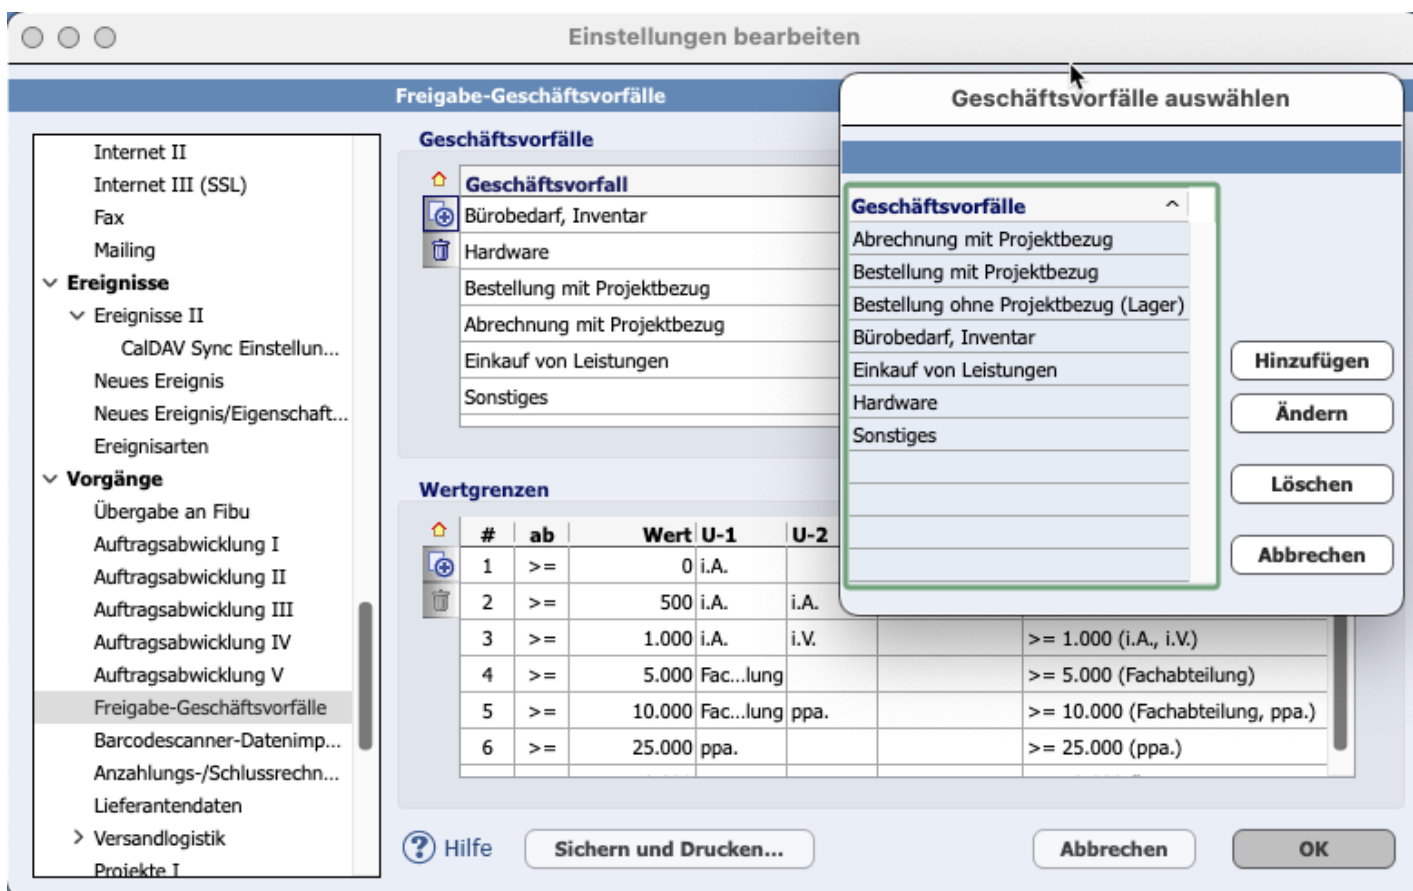 Einstellungen bearbeiten
Freigabe-Geschäftsvorfälle
Internet II
Internet III (SSL)
Fax
Mailing
Ereignisse
Ereignisse II
CalDAV Sync Einstellun...
Neues Ereignis
Neues Ereignis/Eigenschaft...
Ereignisarten
Vorgänge
Übergabe an Fibu
Auftragsabwicklung I
Auftragsabwicklung II
Auftragsabwicklung III
Auftragsabwicklung IV
Auftragsabwicklung V
Freigabe-Geschäftsvorfälle
Barcodescanner-Datenimp...
Anzahlungs-/Schlussrechn...
Lieferantendaten
Versandlogistik
Projekte I
Geschäftsvorfälle
Geschäftsvorfall
Bürobedarf, Inventar
Hardware
Bestellung mit Projektbezug
Abrechnung mit Projektbezug
Einkauf von Leistungen
Sonstiges
Wertgrenzen
# ab Wert U-1 U-2
1 >= 0 i.A.
2 >= 500 i.A. i.A.
3 >= 1.000 i.A. i.V. >= 1.000 (i.A., i.V.)
4 >= 5.000 Fac...lung >= 5.000 (Fachabteilung)
5 >= 10.000 Fac...lung ppa. >= 10.000 (Fachabteilung, ppa.)
6 >= 25.000 ppa. >= 25.000 (ppa.)
Geschäftsvorfälle auswählen
Geschäftsvorfälle
Abrechnung mit Projektbezug
Bestellung mit Projektbezug
Bestellung ohne Projektbezug (Lager)
Bürobedarf, Inventar
Einkauf von Leistungen
Hardware
Sonstiges
Hinzufügen
Ändern
Löschen
Abbrechen
? Hilfe
Sichern und Drucken...
Abbrechen
OK